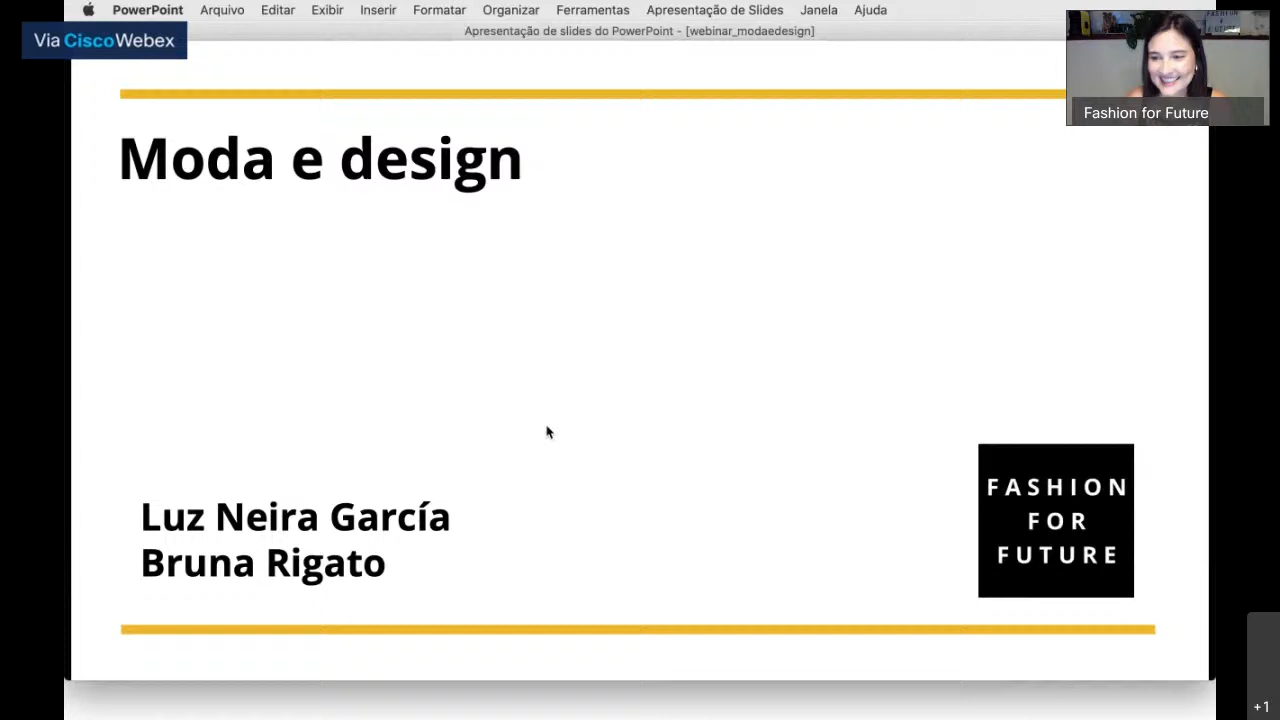 PowerPoint Arquivo Editar Exibir Inserir Formatar Organizar Ferramentas Apresentação de Slides Janela Ajuda
Via CiscoWebex
Apresentação de slides do PowerPoint - [webinar_modaedesign]
Fashion for Future
Moda e design
Luz Neira García
Bruna Rigato
FASHION
FOR
FUTURE
+1